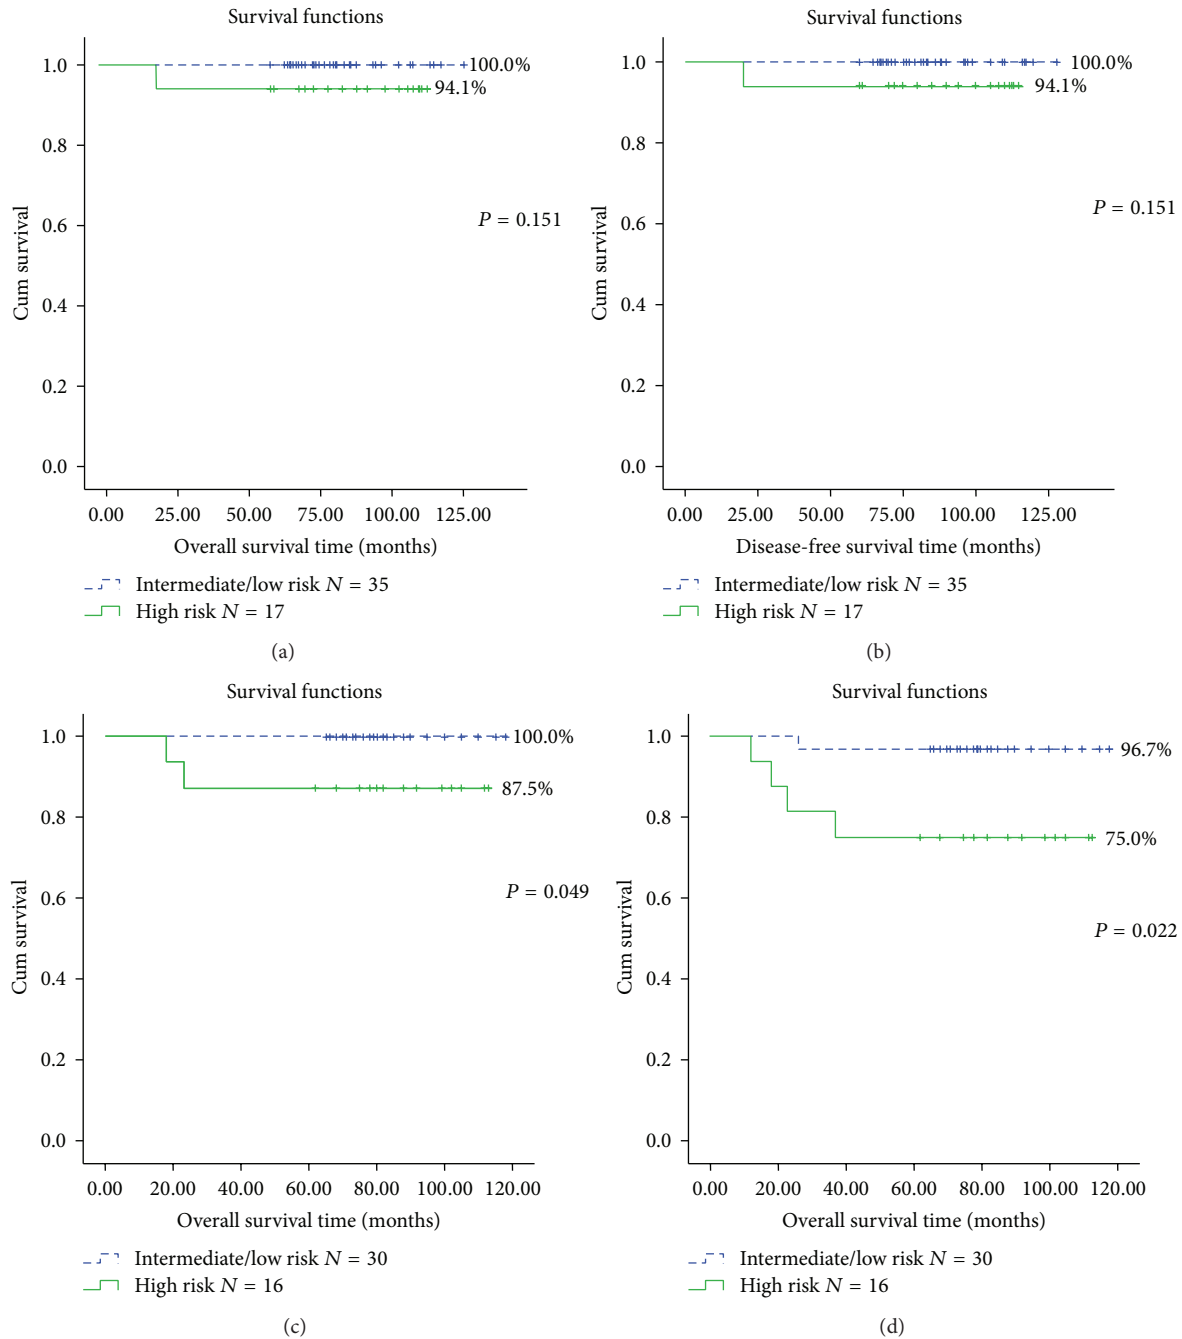 Survival functions
1.0
0.8
0.6
0.4
0.2
0.0
Cum survival
100.0%
94.1%
P = 0.151
0.00 25.00 50.00 75.00 100.00 125.00
Overall survival time (months)
Intermediate/low risk N = 35
High risk N = 17
(a)
Survival functions
1.0
0.8
0.6
0.4
0.2
0.0
Cum survival
100.0%
94.1%
P = 0.151
0.00 25.00 50.00 75.00 100.00 125.00
Disease-free survival time (months)
Intermediate/low risk N = 35
High risk N = 17
(b)
Survival functions
1.0
0.8
0.6
0.4
0.2
0.0
Cum survival
100.0%
87.5%
P = 0.049
0.00 20.00 40.00 60.00 80.00 100.00 120.00
Overall survival time (months)
Intermediate/low risk N = 30
High risk N = 16
(c)
Survival functions
1.0
0.8
0.6
0.4
0.2
0.0
Cum survival
96.7%
75.0%
P = 0.022
0.00 20.00 40.00 60.00 80.00 100.00 120.00
Overall survival time (months)
Intermediate/low risk N = 30
High risk N = 16
(d)